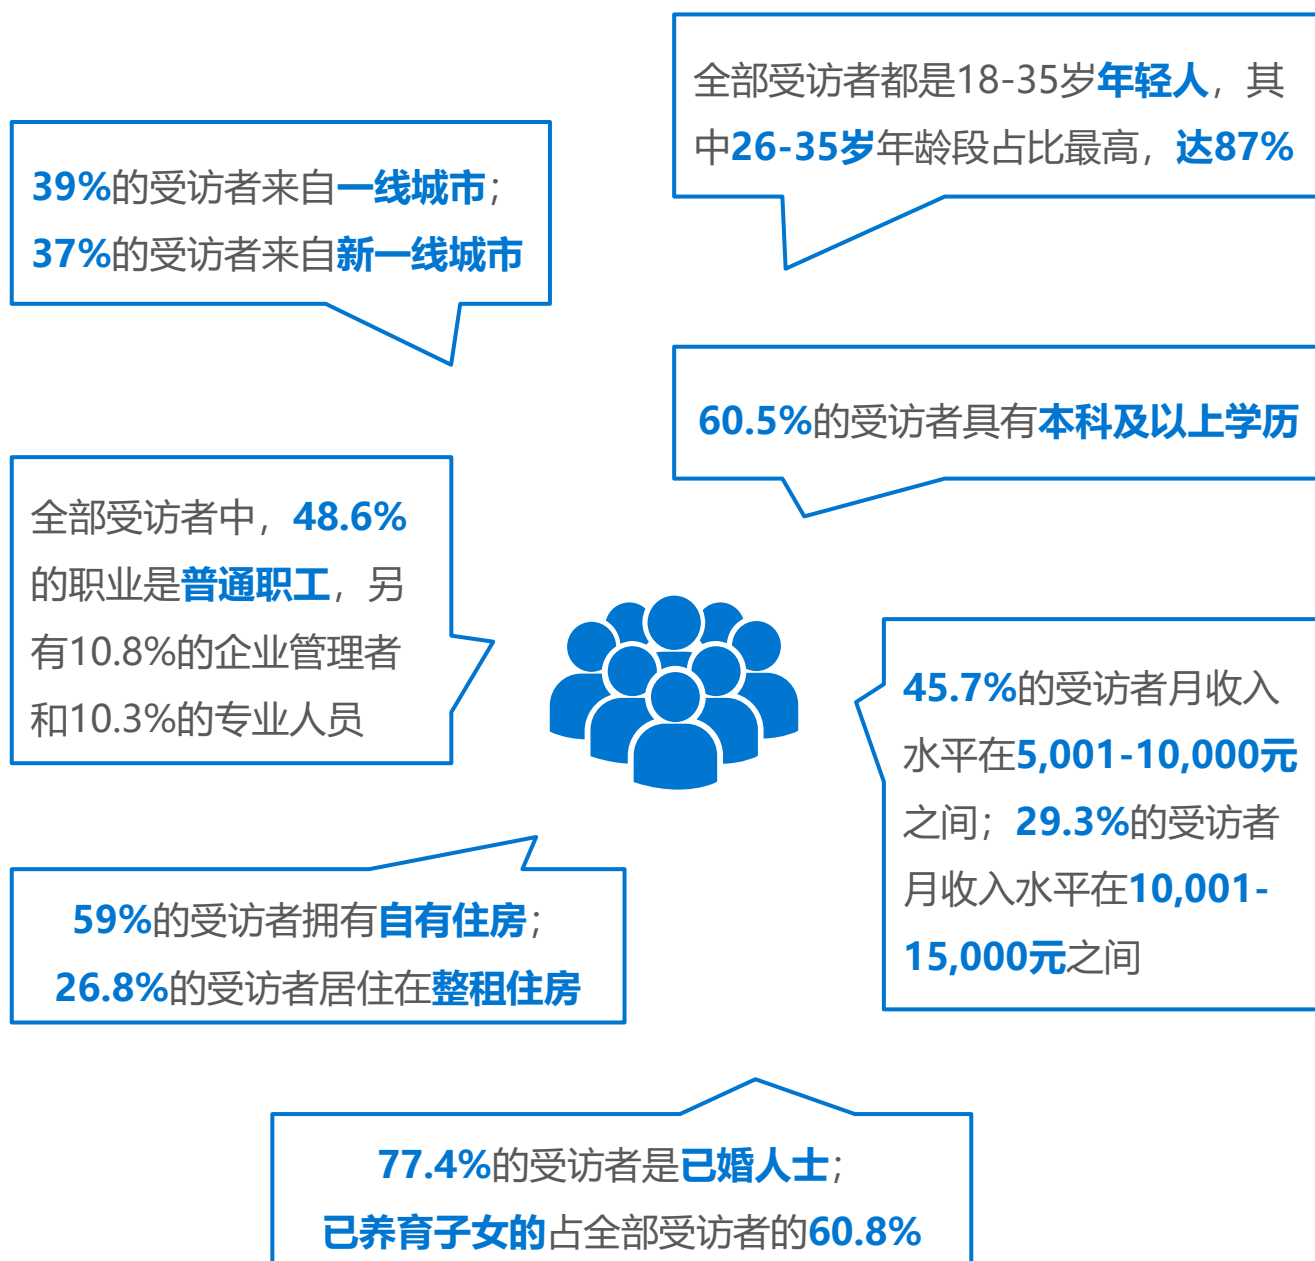 全部受访者都是18-35岁年轻人，其
中26-35岁年龄段占比最高，达87%
39%的受访者来自一线城市；
37%的受访者来自新一线城市
60.5%的受访者具有本科及以上学历
全部受访者中，48.6%
的职业是普通职工，另
有10.8%的企业管理者
和10.3%的专业人员
45.7%的受访者月收入
水平在5,001-10,000元
之间；29.3%的受访者
月收入水平在10,001-
15,000元之间
59%的受访者拥有自有住房；
26.8%的受访者居住在整租住房
77.4%的受访者是已婚人士；
已养育子女的占全部受访者的60.8%